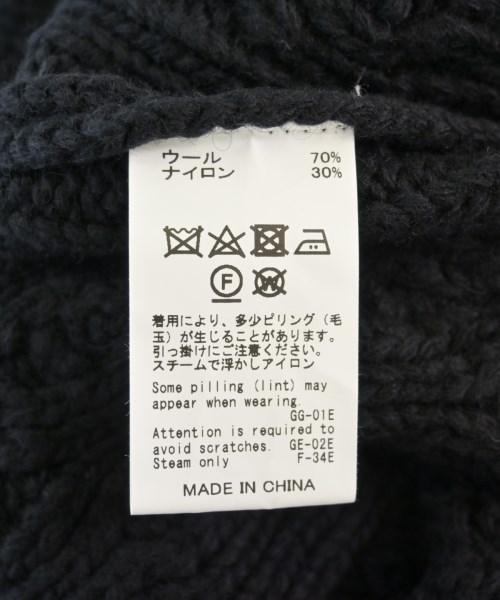 ウール 70%
ナイロン 30%
F W
着用により、多少ピリング（毛
玉）が生じることがあります。
引っ掛けにご注意ください。
スチームで浮かしアイロン
Some pilling (lint) may
appear when wearing.
GG-01E
Attention is required to
avoid scratches. GE-02E
Steam only F-34E
MADE IN CHINA